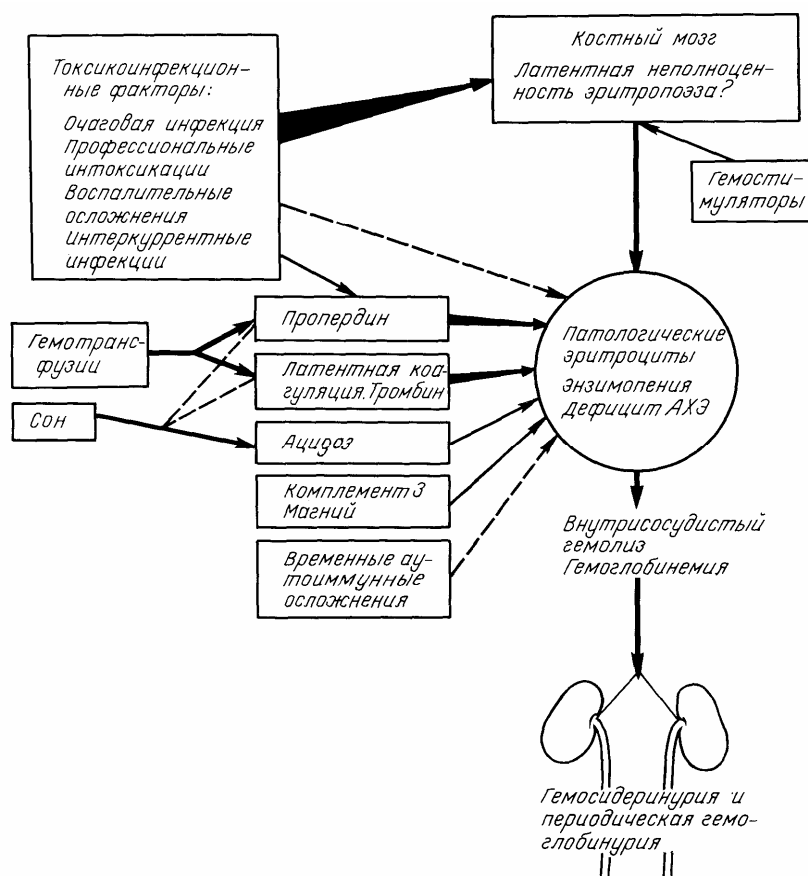 Токсикоинфекцион-
ные факторы:
Очаговая инфекция
Профессиональные
интоксикации
Воспалительные
осложнения
Интеркуррентные
инфекции
Костный мозг
Латентная неполноцен-
ность эритропоэза?
Гемости-
муляторы
Гемотранс-
фузии
Сон
Пропердин
Латентная коа-
гуляция. Тромбин
Ацидоз
Комплемент 3
Магний
Временные ау-
тоиммунные
осложнения
Патологические
эритроциты
Энзимопения
дефицит АХЭ
Внутрисосудистый
гемолиз
Гемоглобинемия
Гемосидеринурия и
периодическая гемо-
глобинурия